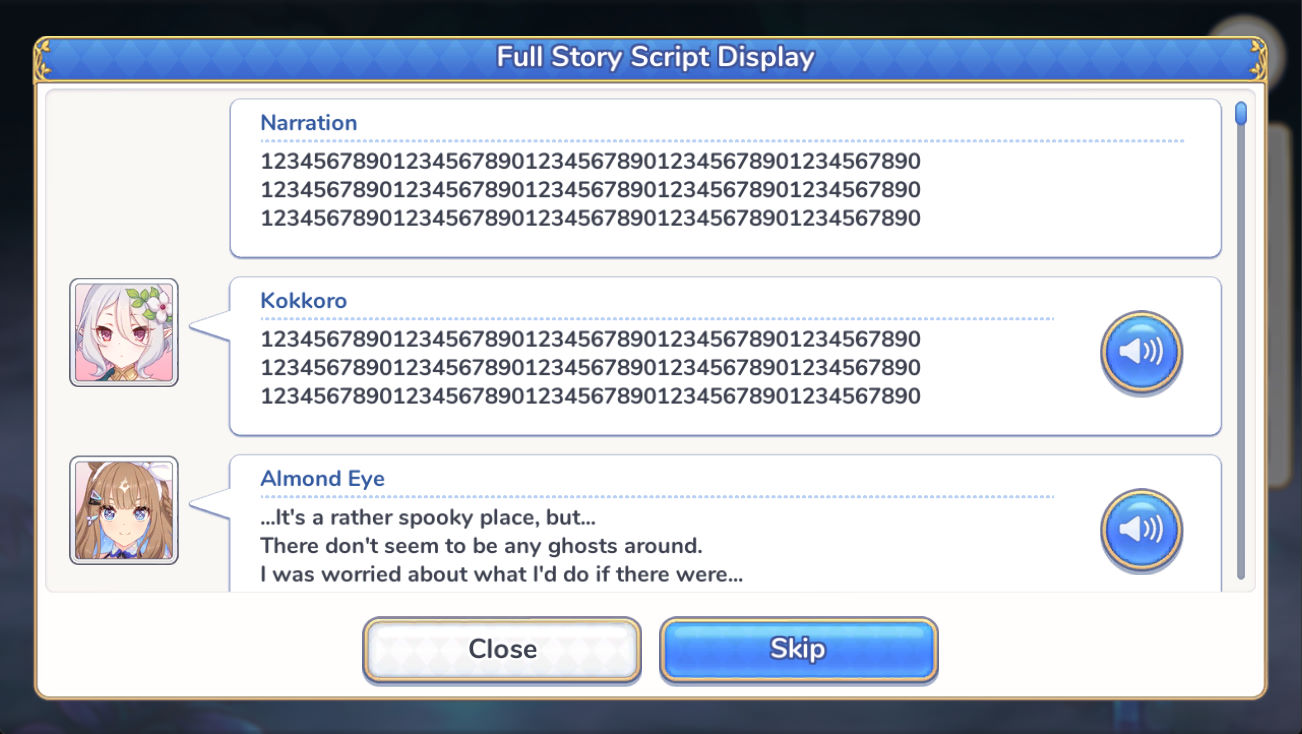 Full Story Script Display
Narration
12345678901234567890123456789012345678901234567890
12345678901234567890123456789012345678901234567890
12345678901234567890123456789012345678901234567890
Kokkoro
12345678901234567890123456789012345678901234567890
12345678901234567890123456789012345678901234567890
12345678901234567890123456789012345678901234567890
Almond Eye
...It's a rather spooky place, but...
There don't seem to be any ghosts around.
I was worried about what I'd do if there were...
Close
Skip